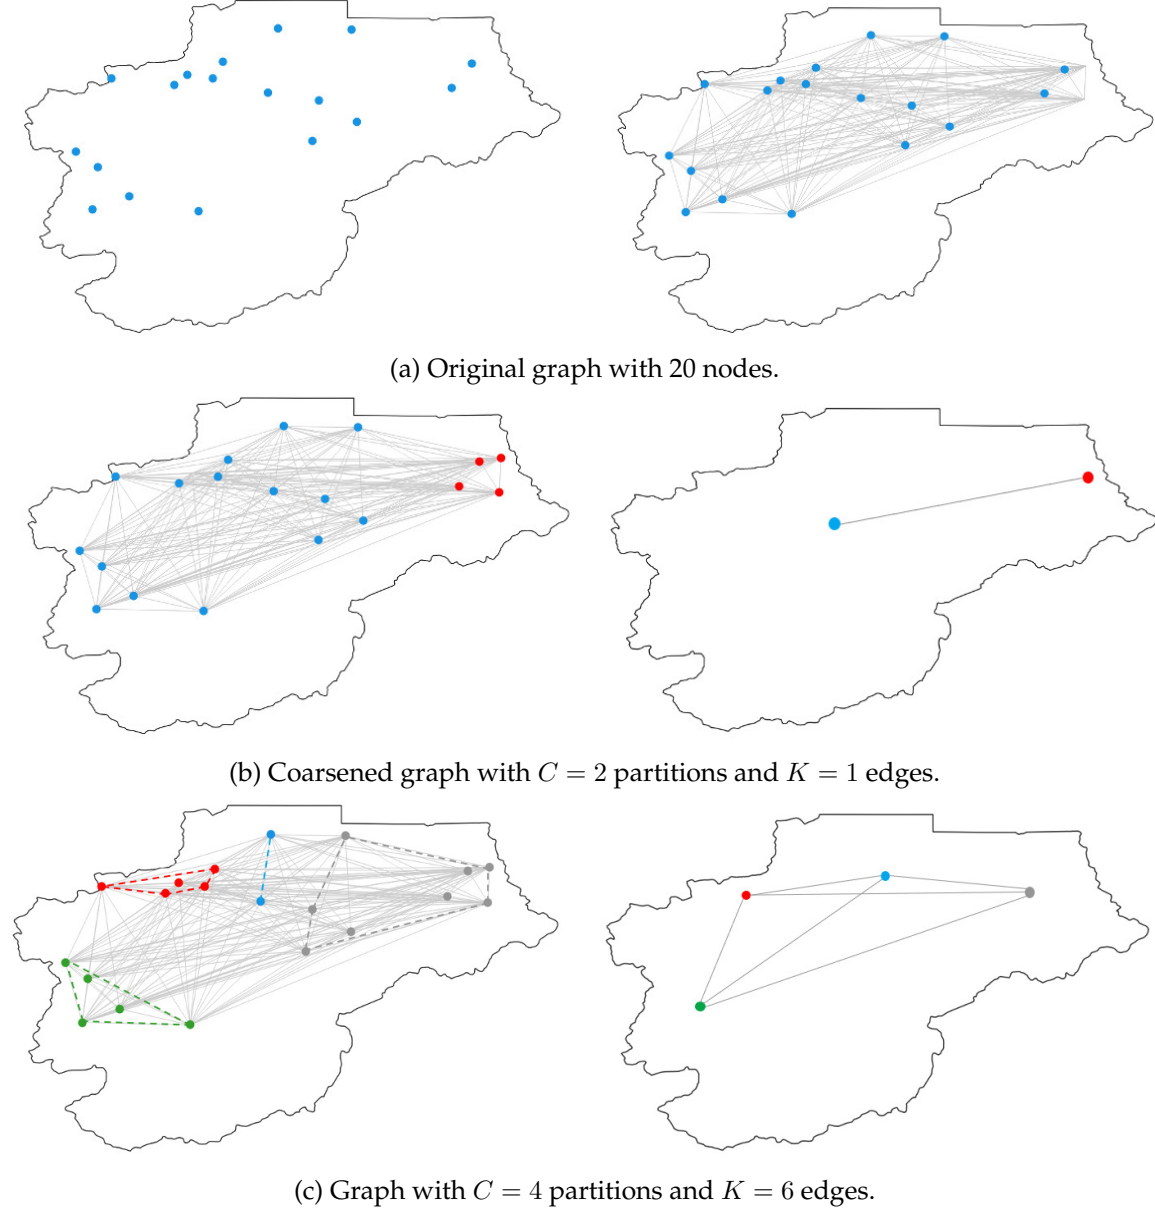 (a) Original graph with 20 nodes.
(b) Coarsened graph with C = 2 partitions and K = 1 edges.
(c) Graph with C = 4 partitions and K = 6 edges.